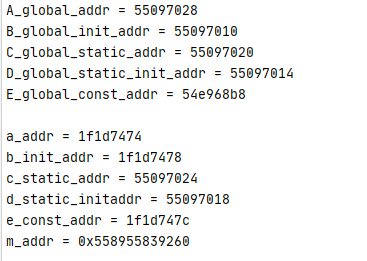 A_global_addr = 55097028
B_global_init_addr = 55097010
C_global_static_addr = 55097020
D_global_static_init_addr = 55097014
E_global_const_addr = 54e968b8

a_addr = 1f1d7474
b_init_addr = 1f1d7478
c_static_addr = 55097024
d_static_initaddr = 55097018
e_const_addr = 1f1d747c
m_addr = 0x558955839260